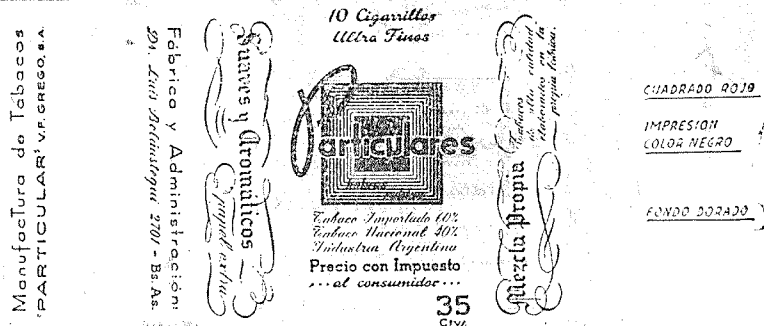 Manufactura de Tabacos
"PARTICULAR" V.F. GREGO, S.A.
Fábrica y Administración:
Dr. Luis Beláustegui 2701 - Bs. As.
Suaves y Aromáticos
papel extra
10 Cigarrillos
Ultra Finos
Particulares
Tabaco Importado 60%
Tabaco Nacional 40%
Industria Argentina
Precio con Impuesto
...al consumidor...
35
Ctvs.
Mezcla Propia
Tabacos
de alta calidad
elaborados en la
propia fábrica.
CUADRADO ROJO
IMPRESION
COLOR NEGRO
FONDO DORADO